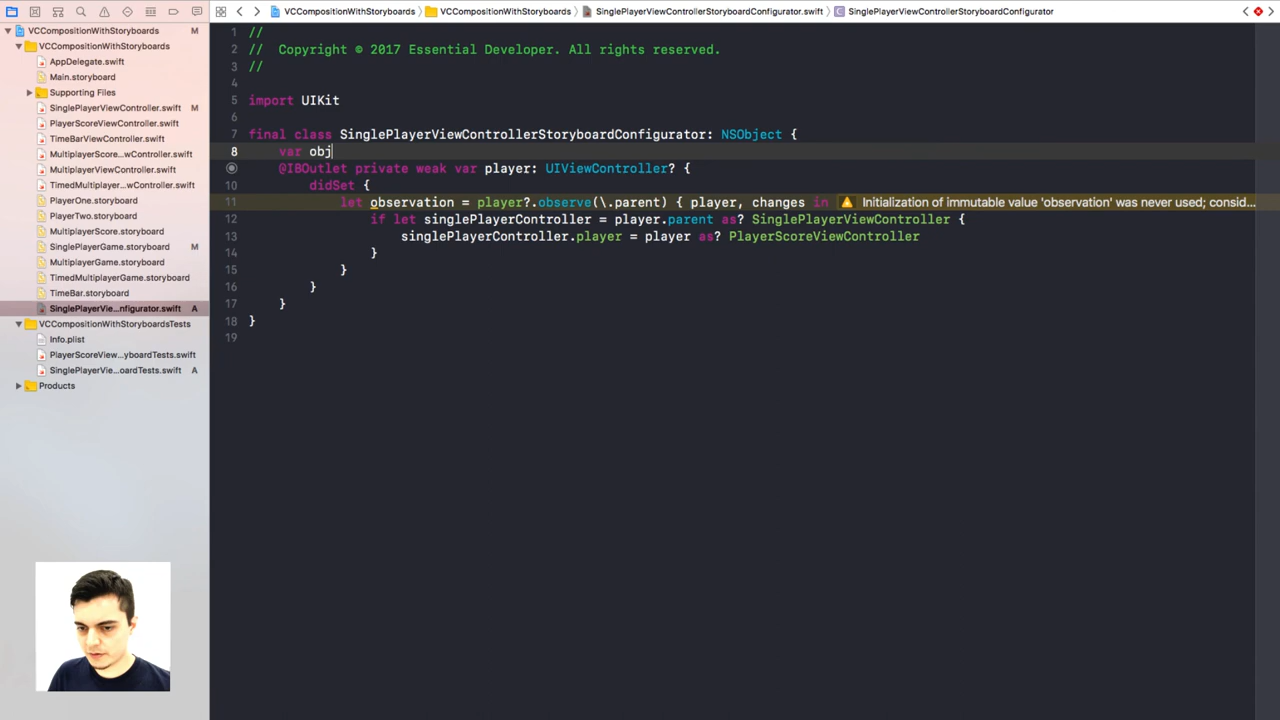 VCCompositionWithStoryboards
VCCompositionWithStoryboards
SinglePlayerViewControllerStoryboardConfigurator.swift
SinglePlayerViewControllerStoryboardConfigurator
VCCompositionWithStoryboards M
VCCompositionWithStoryboards
AppDelegate.swift
Main.storyboard
Supporting Files
SinglePlayerViewController.swift M
PlayerScoreViewController.swift
TimeBarViewController.swift
MultiplayerScore...wController.swift
MultiplayerViewController.swift
TimedMultiplayer...wController.swift
PlayerOne.storyboard
PlayerTwo.storyboard
MultiplayerScore.storyboard
SinglePlayerGame.storyboard M
MultiplayerGame.storyboard
TimedMultiplayerGame.storyboard
TimeBar.storyboard
SinglePlayerVie...nfigurator.swift A
VCCompositionWithStoryboardsTests
Info.plist
PlayerScoreView...yboardTests.swift
SinglePlayerVie...oardTests.swift A
Products
1 //
2 // Copyright © 2017 Essential Developer. All rights reserved.
3 //
4
5 import UIKit
6
7 final class SinglePlayerViewControllerStoryboardConfigurator: NSObject {
8 var obj
@IBOutlet private weak var player: UIViewController? {
10 didSet {
11 let observation = player?.observe(\.parent) { player, changes in Initialization of immutable value 'observation' was never used; consid...
12 if let singlePlayerController = player.parent as? SinglePlayerViewController {
13 singlePlayerController.player = player as? PlayerScoreViewController
14 }
15 }
16 }
17 }
18 }
19